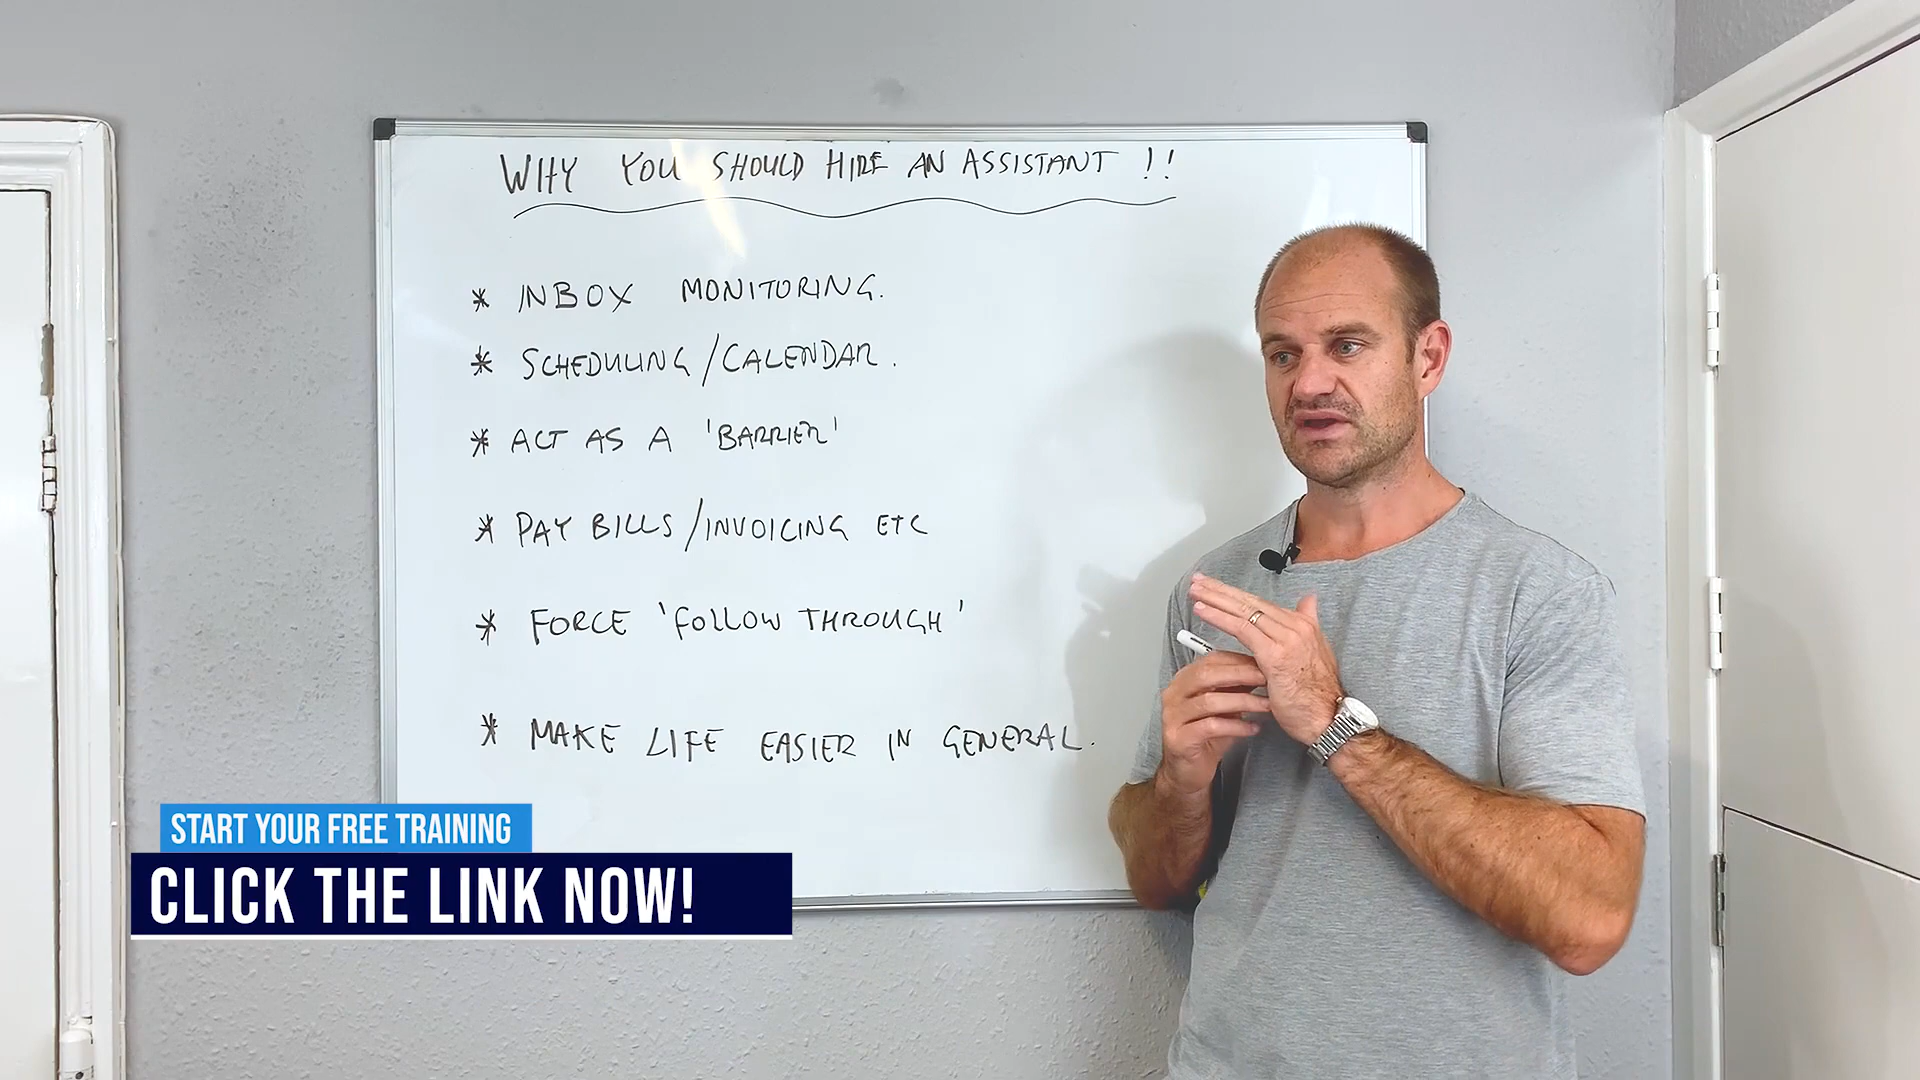 WHY YOU SHOULD HIRE AN ASSISTANT !!
* INBOX MONITORING.
* SCHEDULING/CALENDAR.
* ACT AS A 'BARRIER'
* PAY BILLS/INVOICING ETC
* FORCE 'FOLLOW THROUGH'
* MAKE LIFE EASIER IN GENERAL.
START YOUR FREE TRAINING
CLICK THE LINK NOW!